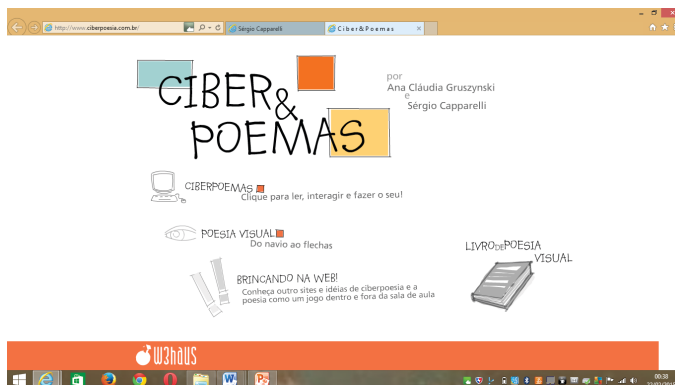 http://www.ciberpoesia.com.br/
Sérgio Capparelli
Ciber&Poemas
CIBER&
POEMAS
por
Ana Cláudia Gruszynski
e
Sérgio Capparelli
CIBERPOEMAS
Clique para ler, interagir e fazer o seu!
POESIA VISUAL
Do navio ao flechas
BRINCANDO NA WEB!
Conheça outro sites e idéias de ciberpoesia e a
poesia como um jogo dentro e fora da sala de aula
LIVRO DE POESIA
VISUAL
W3haus
00:38